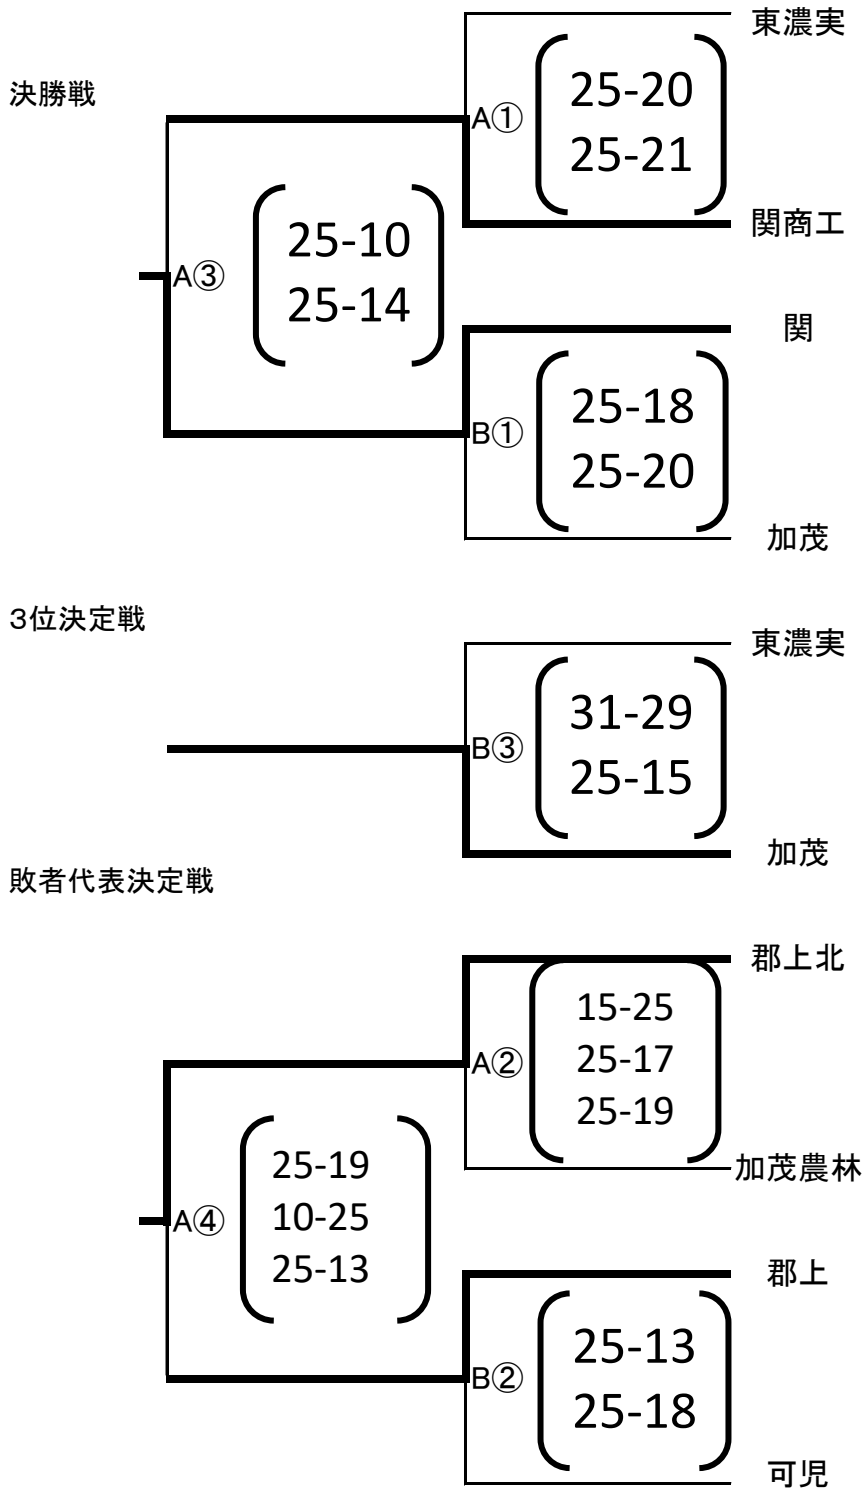 東濃実
決勝戦
A①
25-20
25-21
関商工
A③
25-10
25-14
関
B①
25-18
25-20
加茂
３位決定戦
東濃実
B③
31-29
25-15
加茂
敗者代表決定戦
郡上北
A②
15-25
25-17
25-19
加茂農林
A④
25-19
10-25
25-13
郡上
B②
25-13
25-18
可児